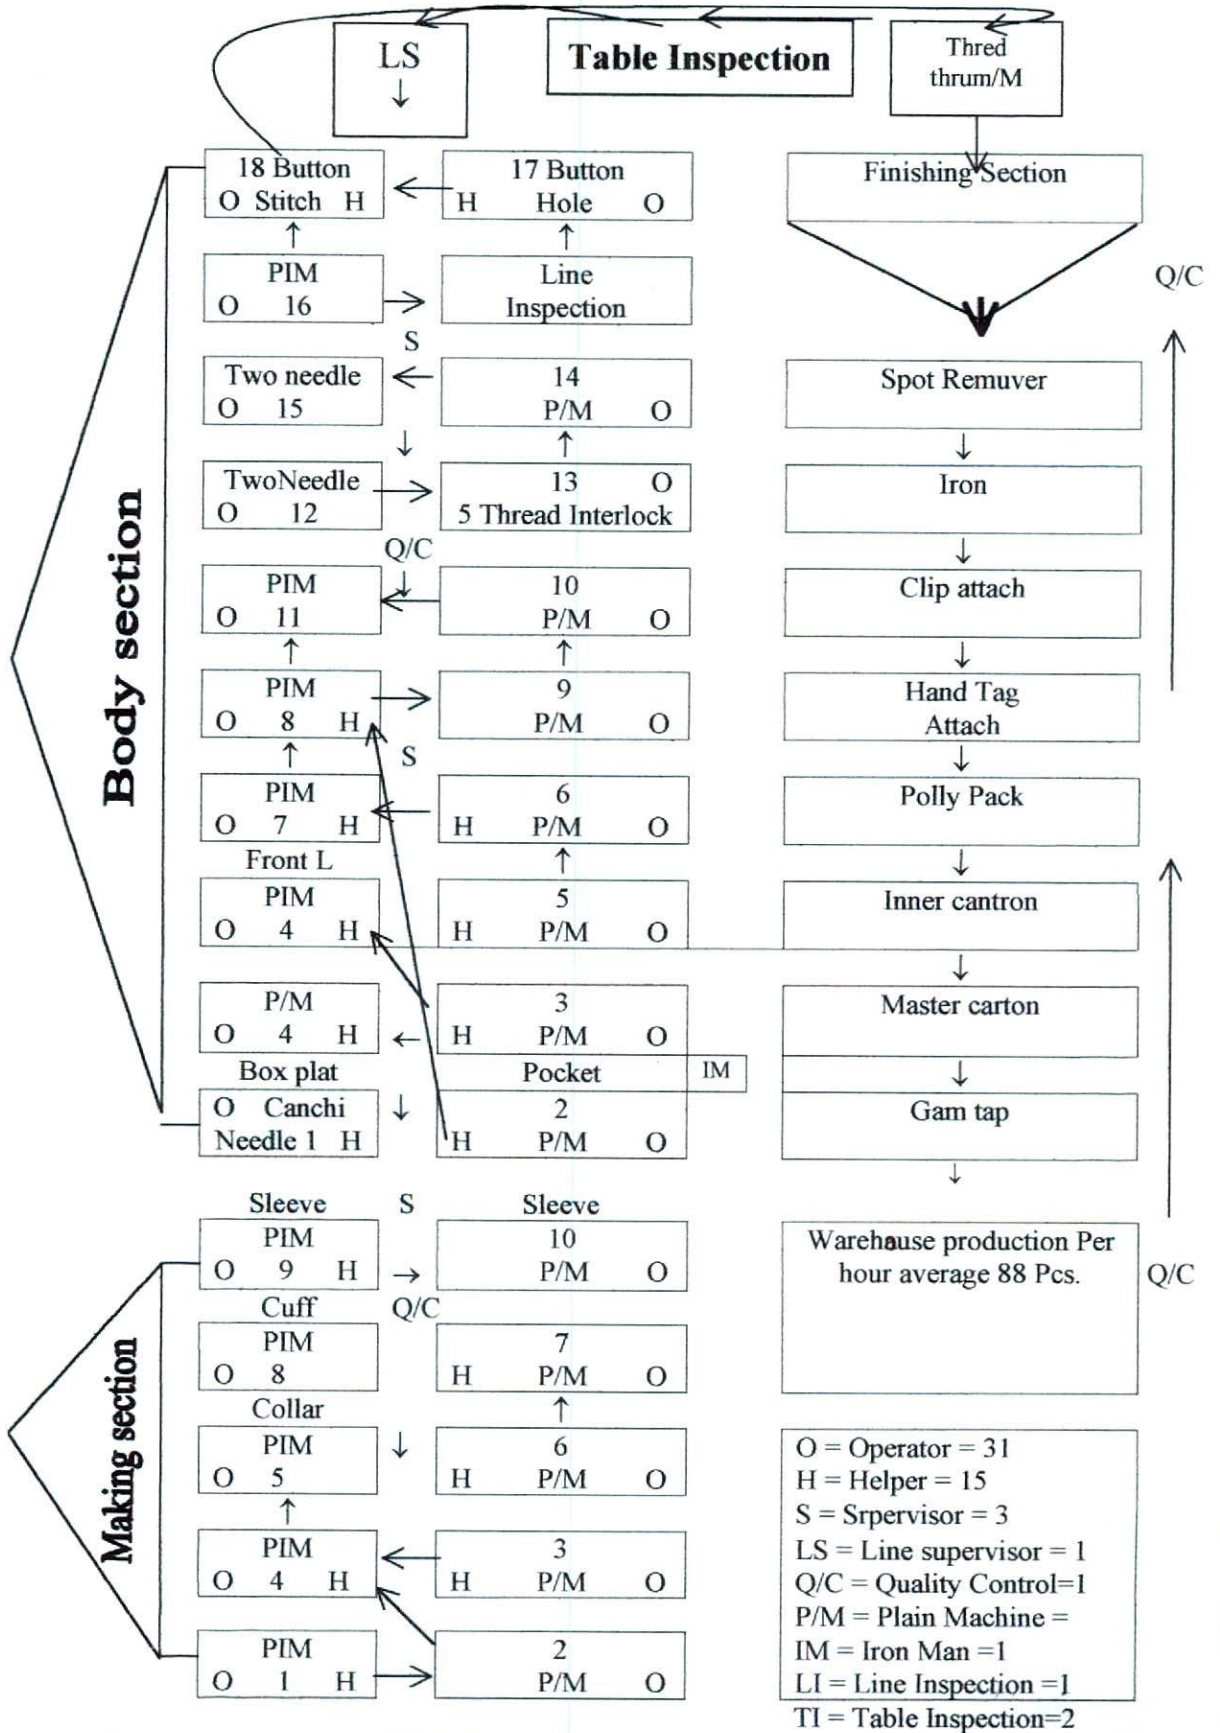 LS
↓
Table Inspection
Thred
thrum/M
18 Button
O Stitch H
17 Button
H Hole O
Finishing Section
PIM
O 16
Line
Inspection
Q/C
S
Two needle
O 15
14
P/M O
Spot Remuver
TwoNeedle
O 12
13 O
5 Thread Interlock
Iron
Q/C
PIM
O 11
10
P/M O
Clip attach
Body section
PIM
O 8 H
9
P/M O
Hand Tag
Attach
S
PIM
O 7 H
6
H P/M O
Polly Pack
Front L
PIM
O 4 H
5
H P/M O
Inner cantron
P/M
O 4 H
3
H P/M O
Master carton
Box plat
Pocket
IM
O Canchi
Needle 1 H
2
H P/M O
Gam tap
Sleeve
S
Sleeve
PIM
O 9 H
10
P/M O
Warehause production Per
hour average 88 Pcs.
Q/C
Cuff
Q/C
PIM
O 8
7
H P/M O
Making section
Collar
PIM
O 5
6
H P/M O
PIM
O 4 H
3
H P/M O
PIM
O 1 H
2
P/M O
O = Operator = 31
H = Helper = 15
S = Srpervisor = 3
LS = Line supervisor = 1
Q/C = Quality Control=1
P/M = Plain Machine =
IM = Iron Man =1
LI = Line Inspection =1
TI = Table Inspection=2